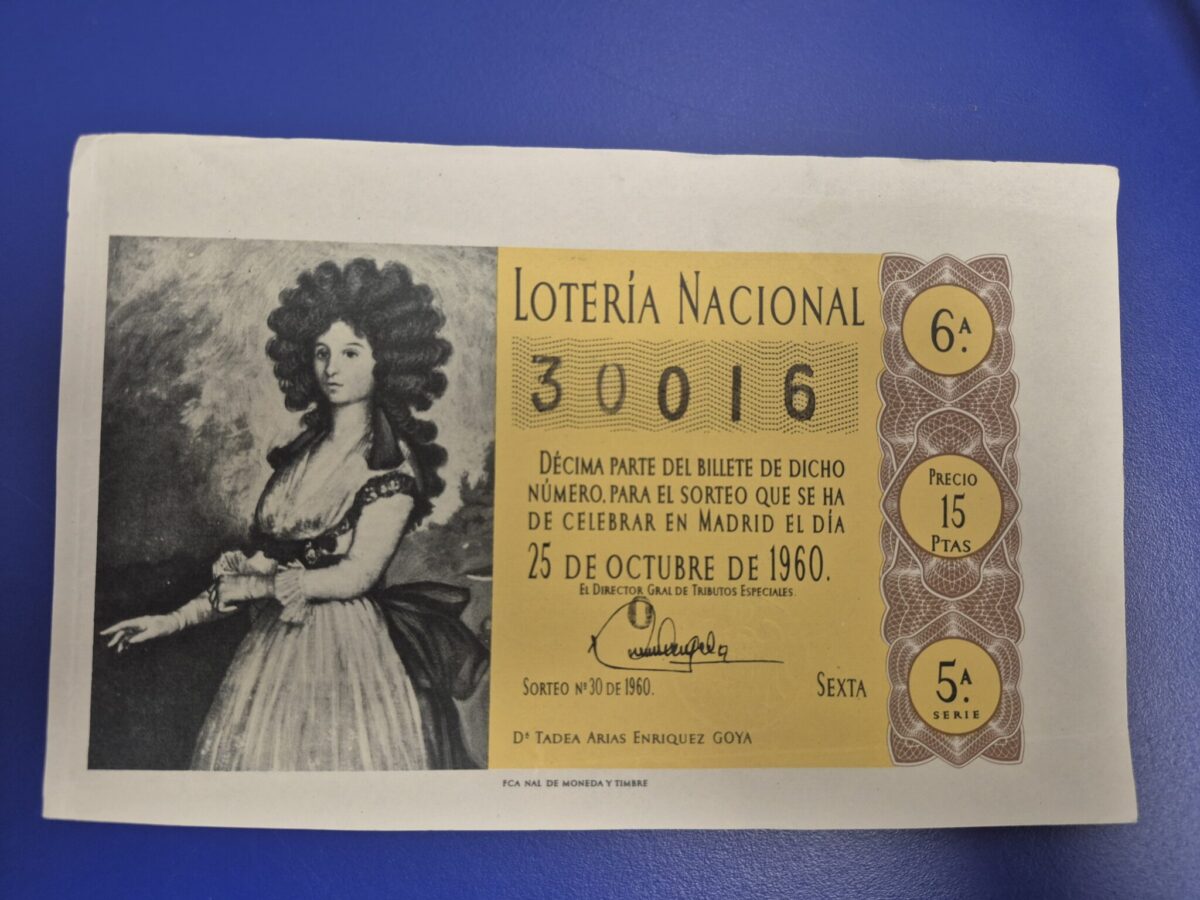 LOTERÍA NACIONAL
30016
DÉCIMA PARTE DEL BILLETE DE DICHO
NÚMERO, PARA EL SORTEO QUE SE HA
DE CELEBRAR EN MADRID EL DÍA
25 DE OCTUBRE DE 1960.
EL DIRECTOR GRAL DE TRIBUTOS ESPECIALES.
SORTEO Nº 30 DE 1960.
SEXTA
Dª TADEA ARIAS ENRIQUEZ GOYA
FCA NAL DE MONEDA Y TIMBRE
6ª.
PRECIO
15
PTAS
5ª.
SERIE